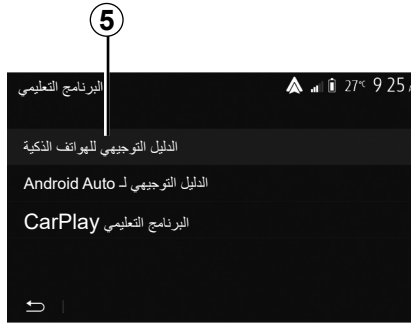 5
البرنامج التعليمي 27°C 9 25
الدليل التوجيهي للهواتف الذكية
الدليل التوجيهي لـ Android Auto
البرنامج التعليمي CarPlay